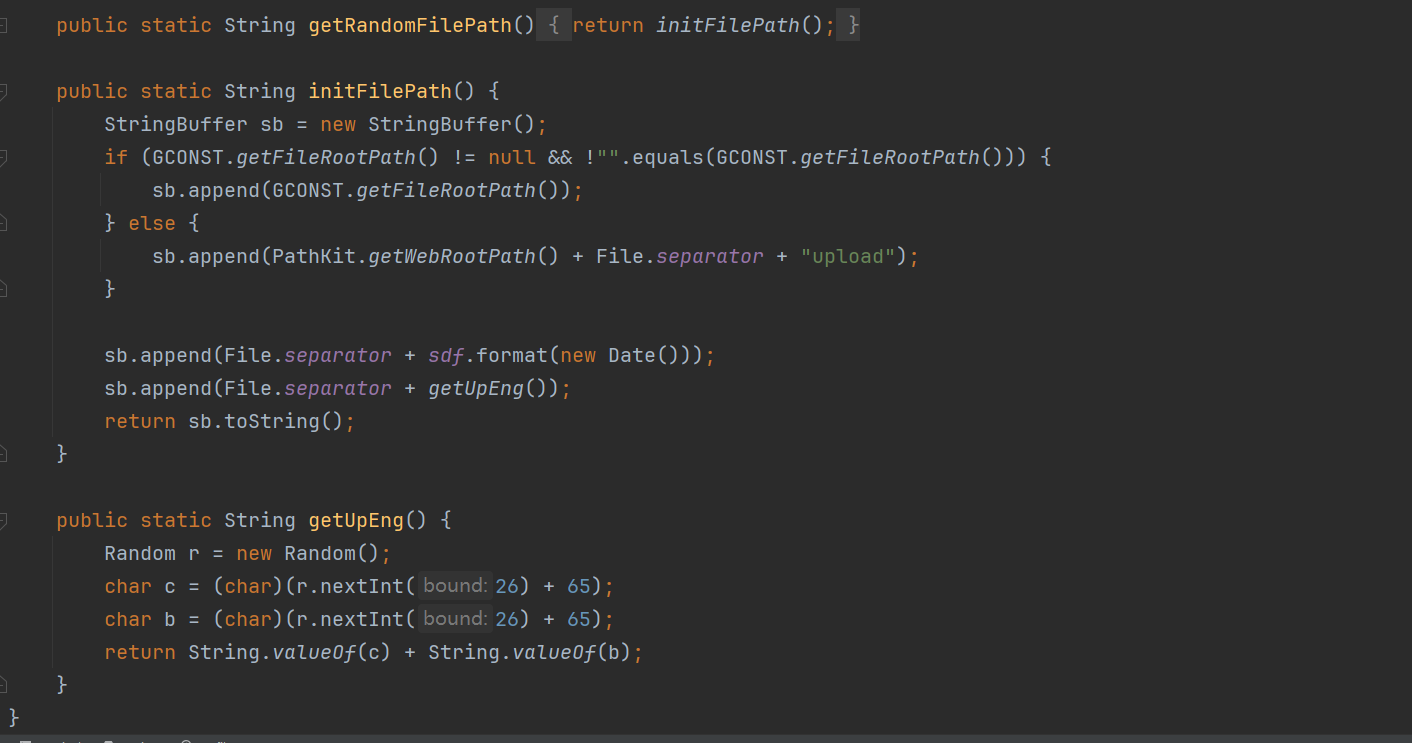 public static String getRandomFilePath() { return initFilePath(); }
public static String initFilePath() {
StringBuffer sb = new StringBuffer();
if (GCONST.getFileRootPath() != null && !"".equals(GCONST.getFileRootPath())) {
sb.append(GCONST.getFileRootPath());
} else {
sb.append(PathKit.getWebRootPath() + File.separator + "upload");
}
sb.append(File.separator + sdf.format(new Date()));
sb.append(File.separator + getUpEng());
return sb.toString();
}
public static String getUpEng() {
Random r = new Random();
char c = (char)(r.nextInt( bound: 26) + 65);
char b = (char)(r.nextInt( bound: 26) + 65);
return String.valueOf(c) + String.valueOf(b);
}
}